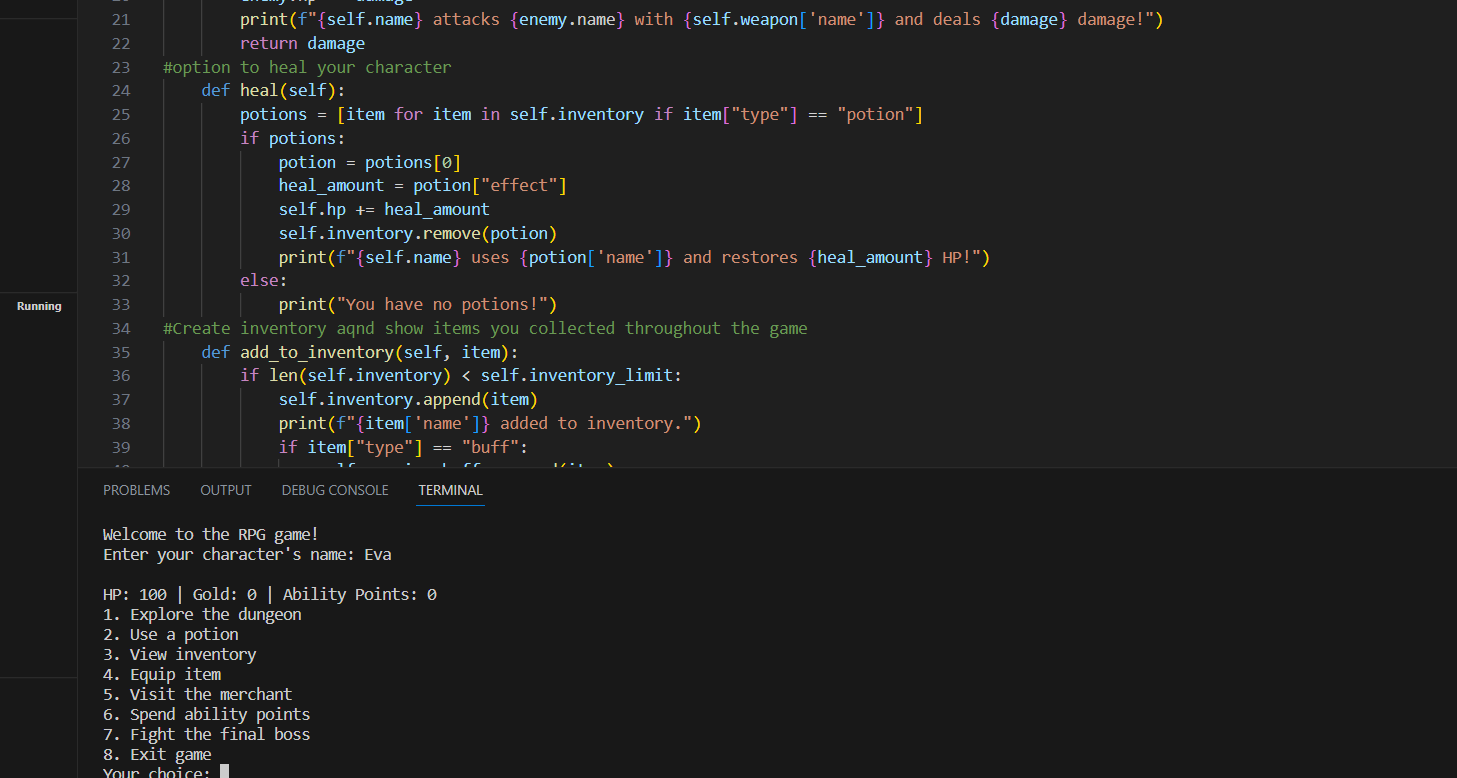 21 print(f"{self.name} attacks {enemy.name} with {self.weapon['name']} and deals {damage} damage!")
22 return damage
23 #option to heal your character
24 def heal(self):
25 potions = [item for item in self.inventory if item["type"] == "potion"]
26 if potions:
27 potion = potions[0]
28 heal_amount = potion["effect"]
29 self.hp += heal_amount
30 self.inventory.remove(potion)
31 print(f"{self.name} uses {potion['name']} and restores {heal_amount} HP!")
32 else:
33 print("You have no potions!")
34 #Create inventory aqnd show items you collected throughout the game
35 def add_to_inventory(self, item):
36 if len(self.inventory) < self.inventory_limit:
37 self.inventory.append(item)
38 print(f"{item['name']} added to inventory.")
39 if item["type"] == "buff":
Running
PROBLEMS OUTPUT DEBUG CONSOLE TERMINAL
Welcome to the RPG game!
Enter your character's name: Eva
HP: 100 | Gold: 0 | Ability Points: 0
1. Explore the dungeon
2. Use a potion
3. View inventory
4. Equip item
5. Visit the merchant
6. Spend ability points
7. Fight the final boss
8. Exit game
Your choice: